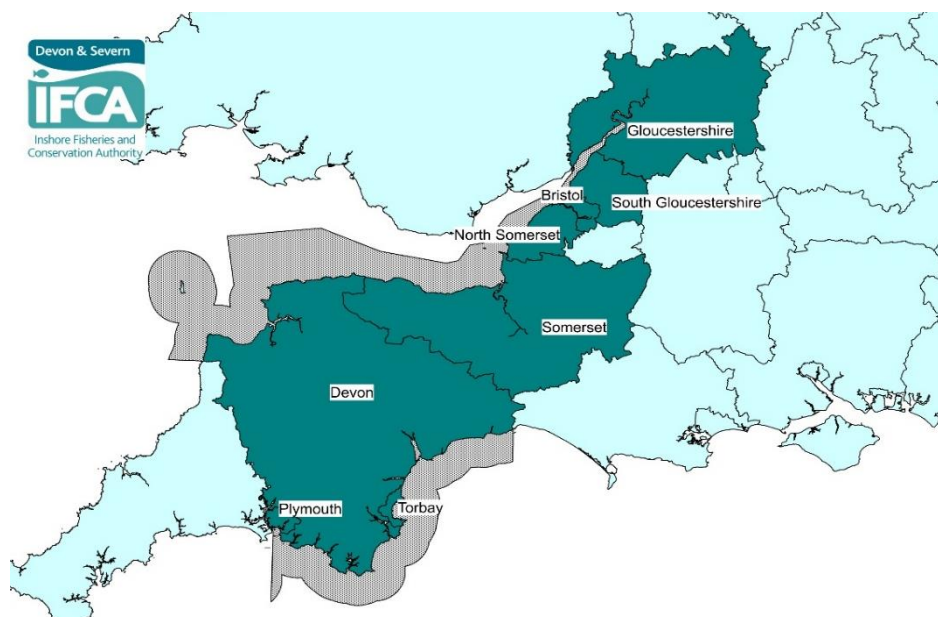 Devon & Severn
IFCA
Inshore Fisheries and
Conservation Authority
Gloucestershire
Bristol
South Gloucestershire
North Somerset
Somerset
Devon
Plymouth
Torbay